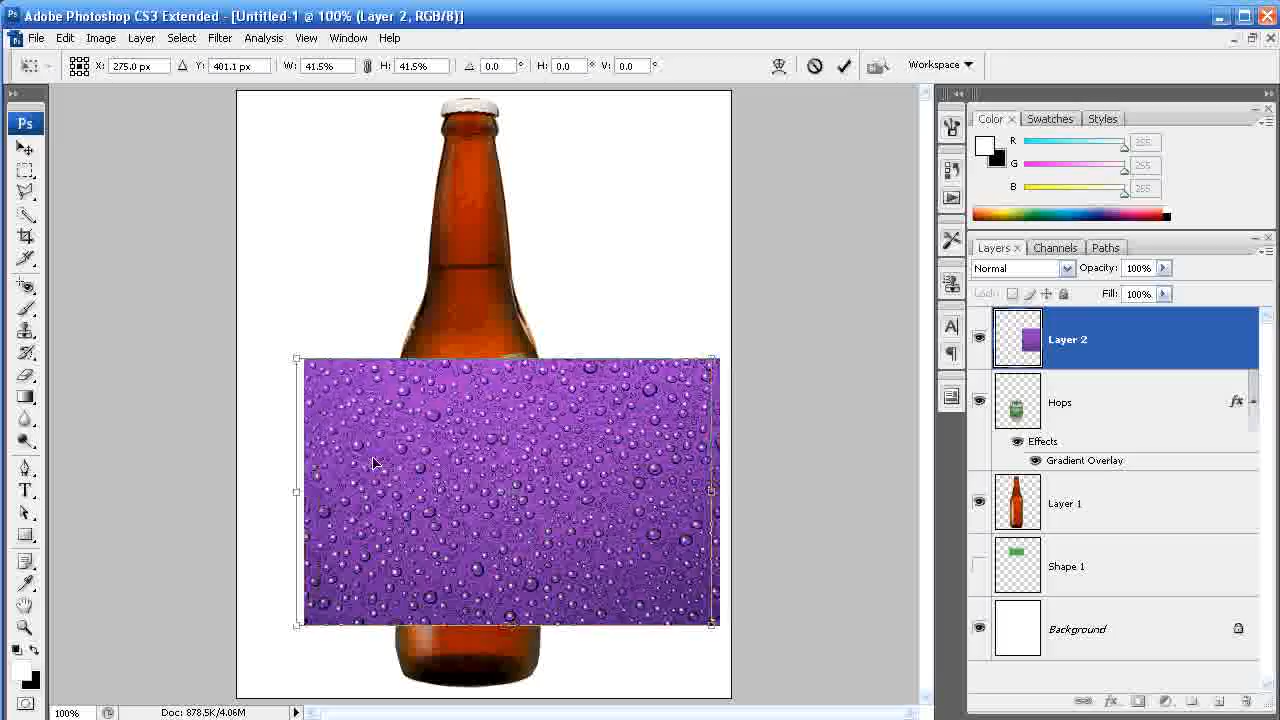 Adobe Photoshop CS3 Extended - [Untitled-1 @ 100% (Layer 2, RGB/8)]
File Edit Image Layer Select Filter Analysis View Window Help
X: 275.0 px Y: 401.1 px W: 41.5% H: 41.5% 0.0 ° H: 0.0 ° V: 0.0 ° Workspace
Ps
Color Swatches Styles
R 255
G 255
B 255
Layers Channels Paths
Normal Opacity: 100%
Lock: Fill: 100%
Layer 2
Hops fx
Effects
Gradient Overlay
Layer 1
Shape 1
Background
100% Doc: 878.5K/4.06M